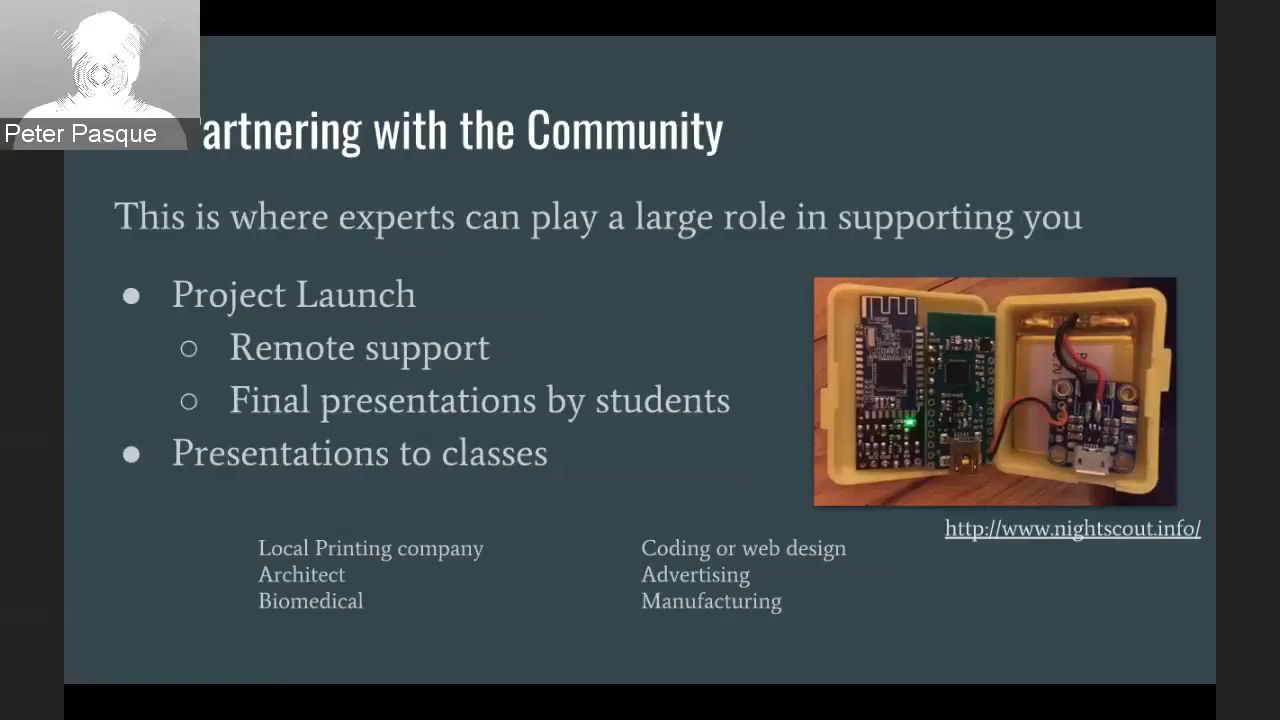 Peter Pasque
artnering with the Community
This is where experts can play a large role in supporting you
● Project Launch
○ Remote support
○ Final presentations by students
● Presentations to classes
http://www.nightscout.info/
Local Printing company
Architect
Biomedical
Coding or web design
Advertising
Manufacturing